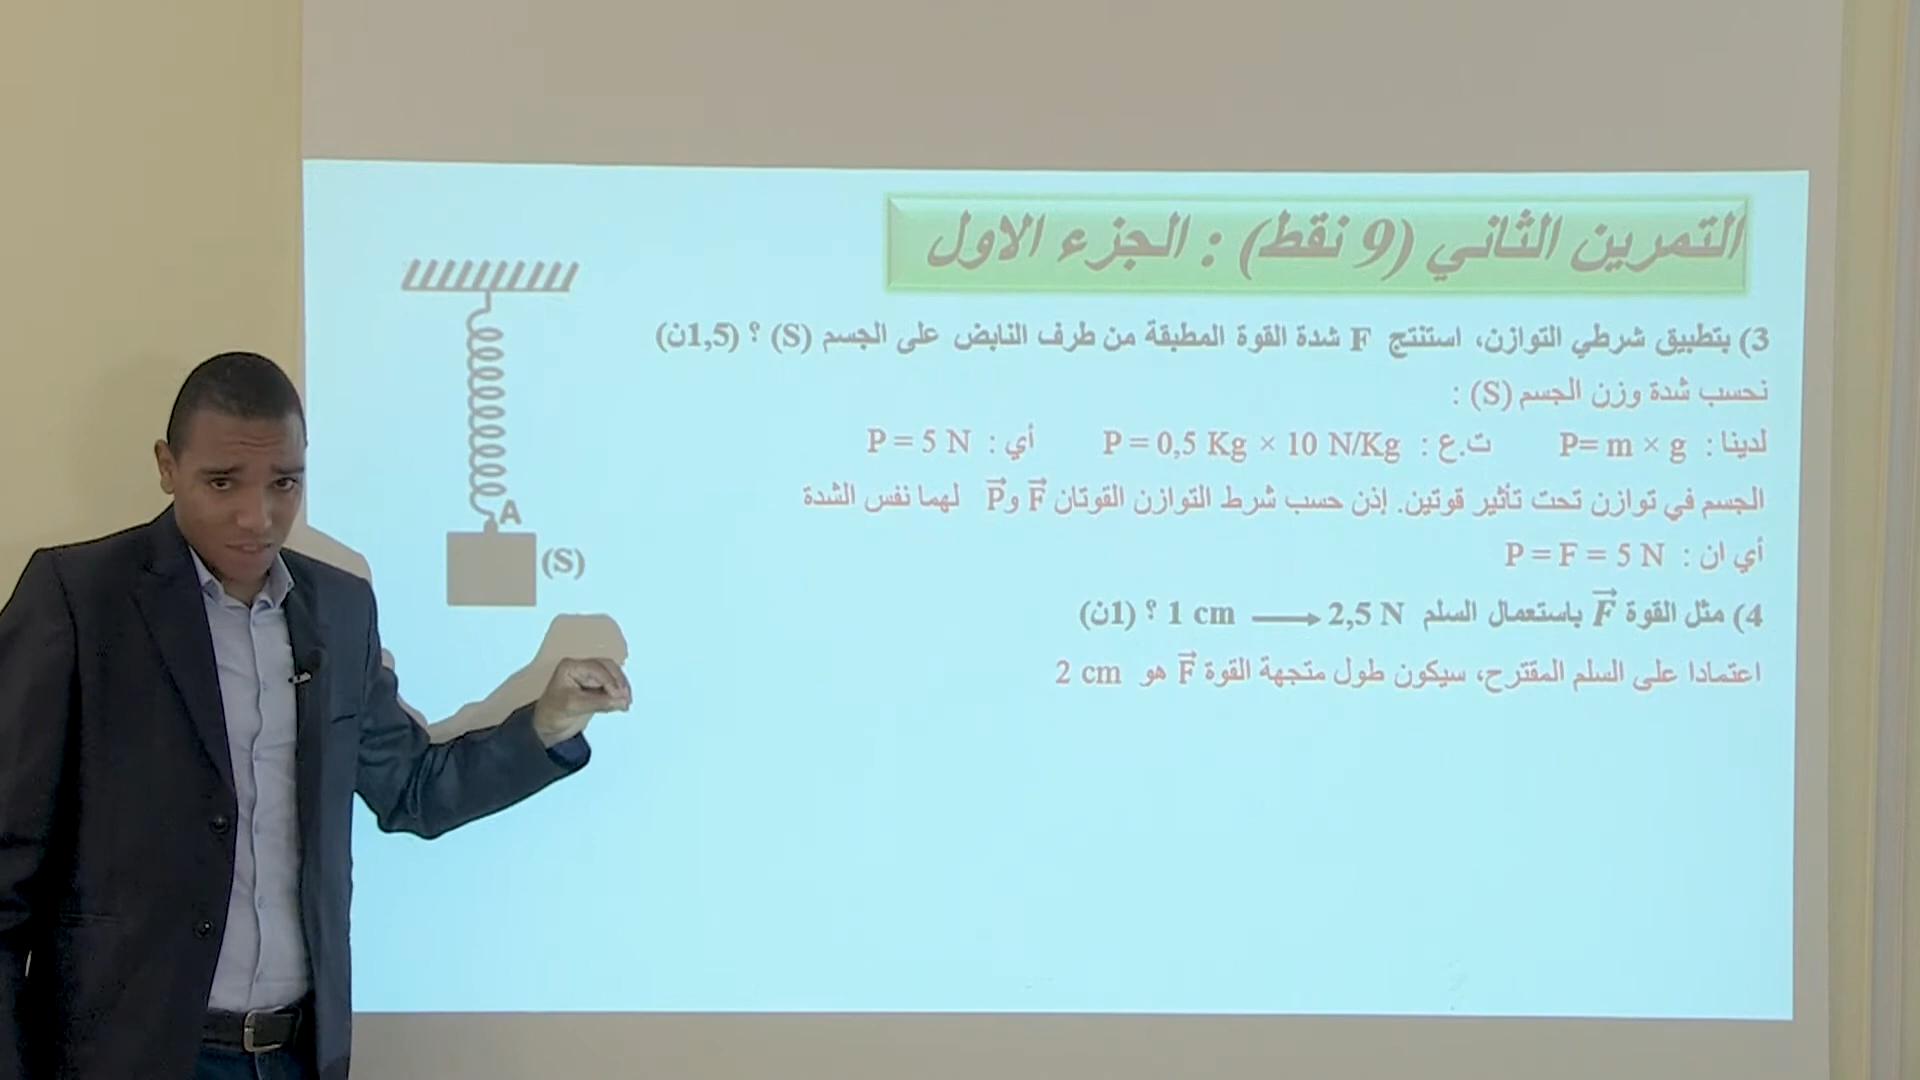 التمرين الثاني (9 نقط) : الجزء الاول
3) بتطبيق شرطي التوازن، استنتج F شدة القوة المطبقة من طرف النابض على الجسم (S) ؟ (1,5ن)
نحسب شدة وزن الجسم (S) :
لدينا : P= m × g ت.ع : P = 0,5 Kg × 10 N/Kg أي : P = 5 N
الجسم في توازن تحت تأثير قوتين. إذن حسب شرط التوازن القوتان F⃗ وP⃗ لهما نفس الشدة
أي ان : P = F = 5 N
4) مثل القوة F⃗ باستعمال السلم 1 cm ⟶ 2,5 N ؟ (1ن)
اعتمادا على السلم المقترح، سيكون طول متجهة القوة F⃗ هو 2 cm
A
(S)